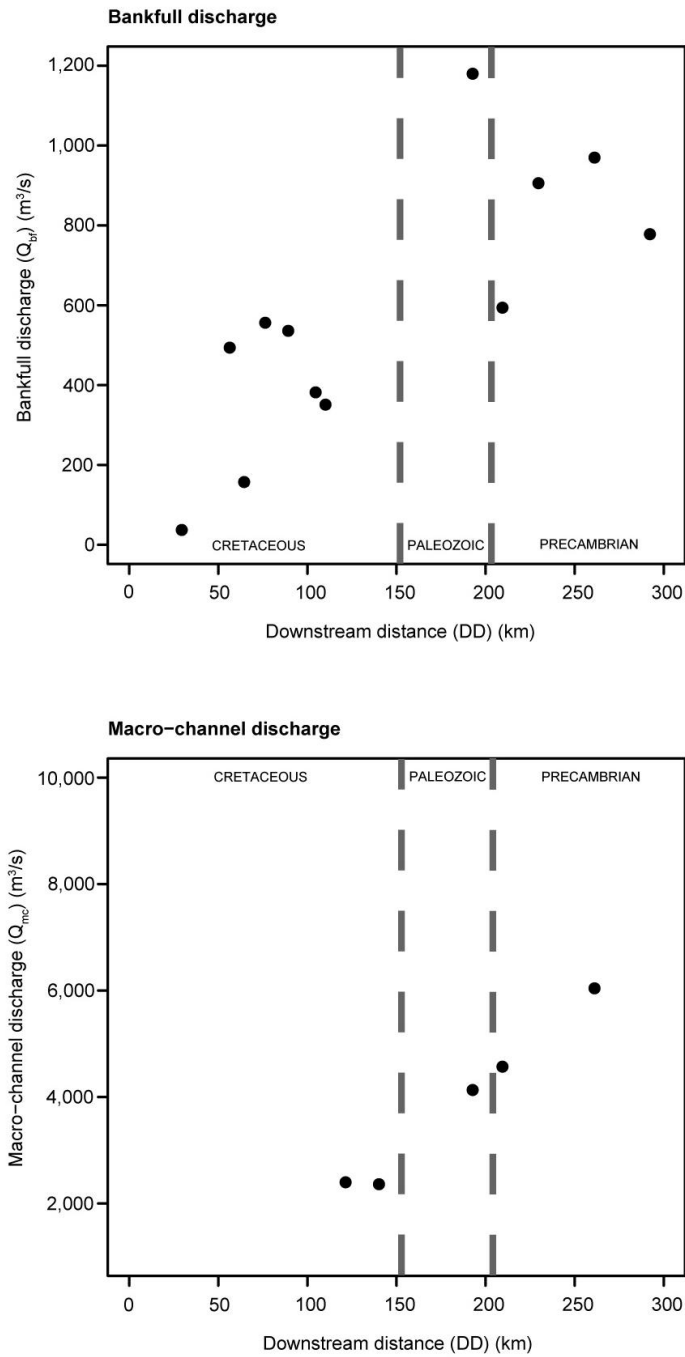 Bankfull discharge
1,200
1,000
800
600
400
200
0
Bankfull discharge (Qbf) (m³/s)
CRETACEOUS PALEOZOIC PRECAMBRIAN
0 50 100 150 200 250 300
Downstream distance (DD) (km)
Macro−channel discharge
10,000
8,000
6,000
4,000
2,000
Macro−channel discharge (Qmc) (m³/s)
CRETACEOUS PALEOZOIC PRECAMBRIAN
0 50 100 150 200 250 300
Downstream distance (DD) (km)